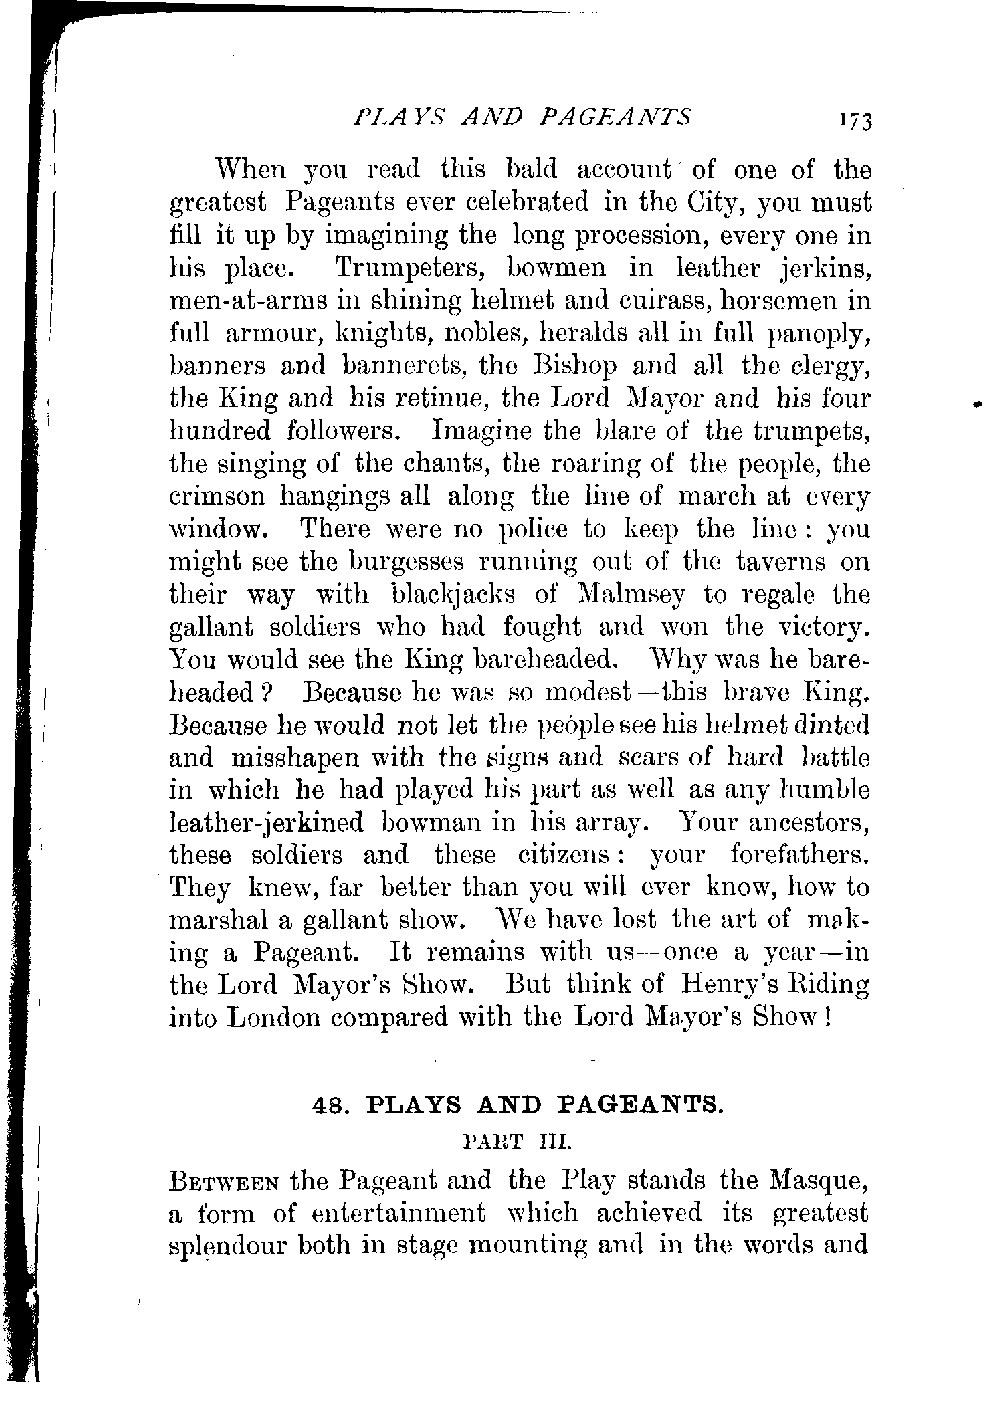 PLAYS AND PAGEANTS 173
When you read this bald account of one of the
greatest Pageants ever celebrated in the City, you must
fill it up by imagining the long procession, every one in
his place. Trumpeters, bowmen in leather jerkins,
men-at-arms in shining helmet and cuirass, horsemen in
full armour, knights, nobles, heralds all in full panoply,
banners and bannerets, the Bishop and all the clergy,
the King and his retinue, the Lord Mayor and his four
hundred followers. Imagine the blare of the trumpets,
the singing of the chants, the roaring of the people, the
crimson hangings all along the line of march at every
window. There were no police to keep the line : you
might see the burgesses running out of the taverns on
their way with blackjacks of Malmsey to regale the
gallant soldiers who had fought and won the victory.
You would see the King bareheaded. Why was he bare-
headed ? Because he was so modest—this brave King.
Because he would not let the people see his helmet dinted
and misshapen with the signs and scars of hard battle
in which he had played his part as well as any humble
leather-jerkined bowman in his array. Your ancestors,
these soldiers and these citizens : your forefathers.
They knew, far better than you will ever know, how to
marshal a gallant show. We have lost the art of mak-
ing a Pageant. It remains with us—once a year—in
the Lord Mayor's Show. But think of Henry's Riding
into London compared with the Lord Mayor's Show !
48. PLAYS AND PAGEANTS.
PART III.
BETWEEN the Pageant and the Play stands the Masque,
a form of entertainment which achieved its greatest
splendour both in stage mounting and in the words and